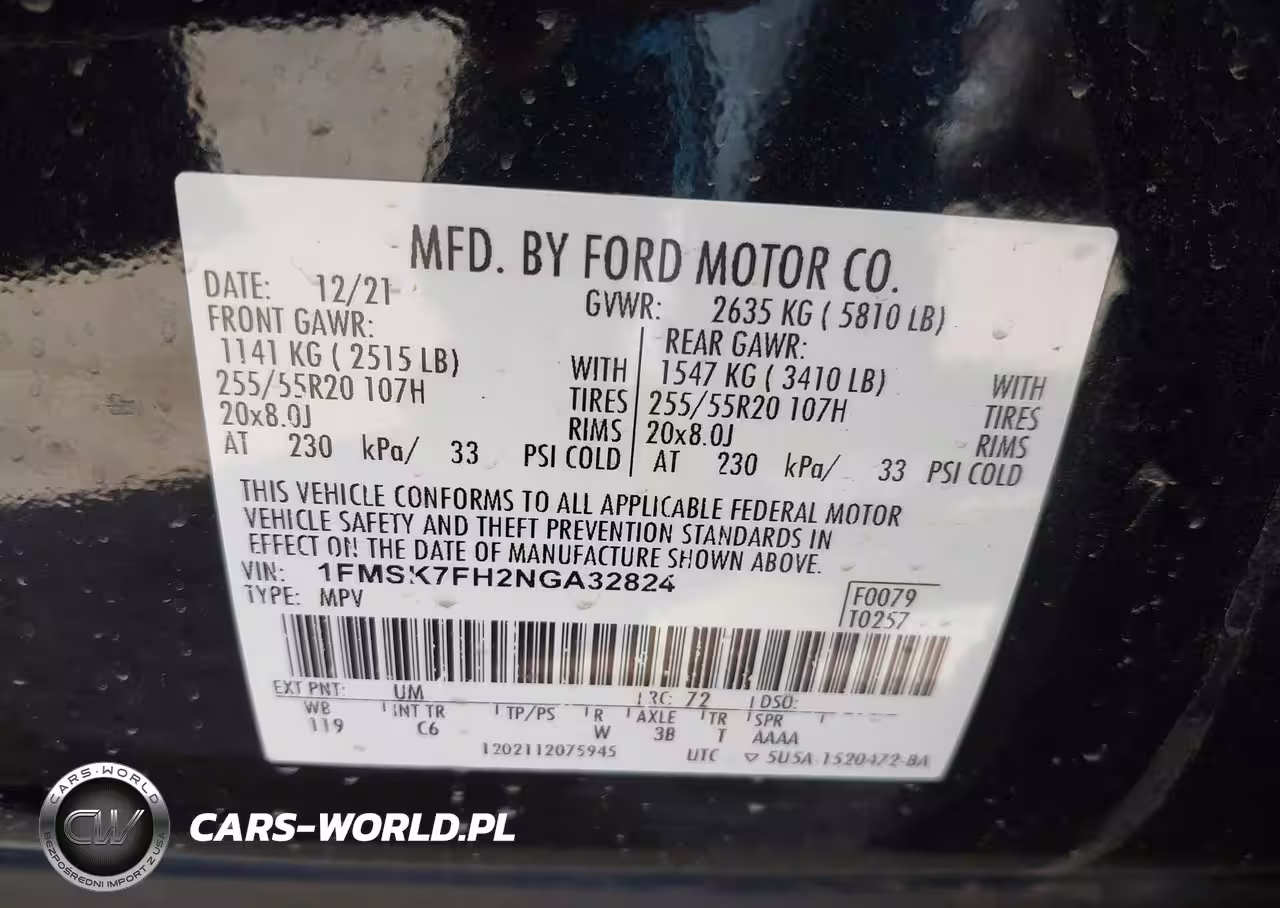 MFD. BY FORD MOTOR CO.
DATE: 12/21
GVWR: 2635 KG ( 5810 LB)
FRONT GAWR:
1141 KG ( 2515 LB) WITH
255/55R20 107H TIRES
20x8.0J RIMS
AT 230 kPa/ 33 PSI COLD
REAR GAWR:
1547 KG ( 3410 LB) WITH
255/55R20 107H TIRES
20x8.0J RIMS
AT 230 kPa/ 33 PSI COLD
THIS VEHICLE CONFORMS TO ALL APPLICABLE FEDERAL MOTOR
VEHICLE SAFETY AND THEFT PREVENTION STANDARDS IN
EFFECT ON THE DATE OF MANUFACTURE SHOWN ABOVE.
VIN: 1FMSK7FH2NGA32824
TYPE: MPV
F0079
T0257
EXT PNT: UM RC: 72 DSO:
WB INT TR TP/PS R AXLE TR SPR
119 C6 W 3B T AAAA
1202112075945 UTC ▽ 5U5A-1520472-BA
CARS-WORLD
CW
BEZPOŚREDNI IMPORT Z USA
CARS-WORLD.PL